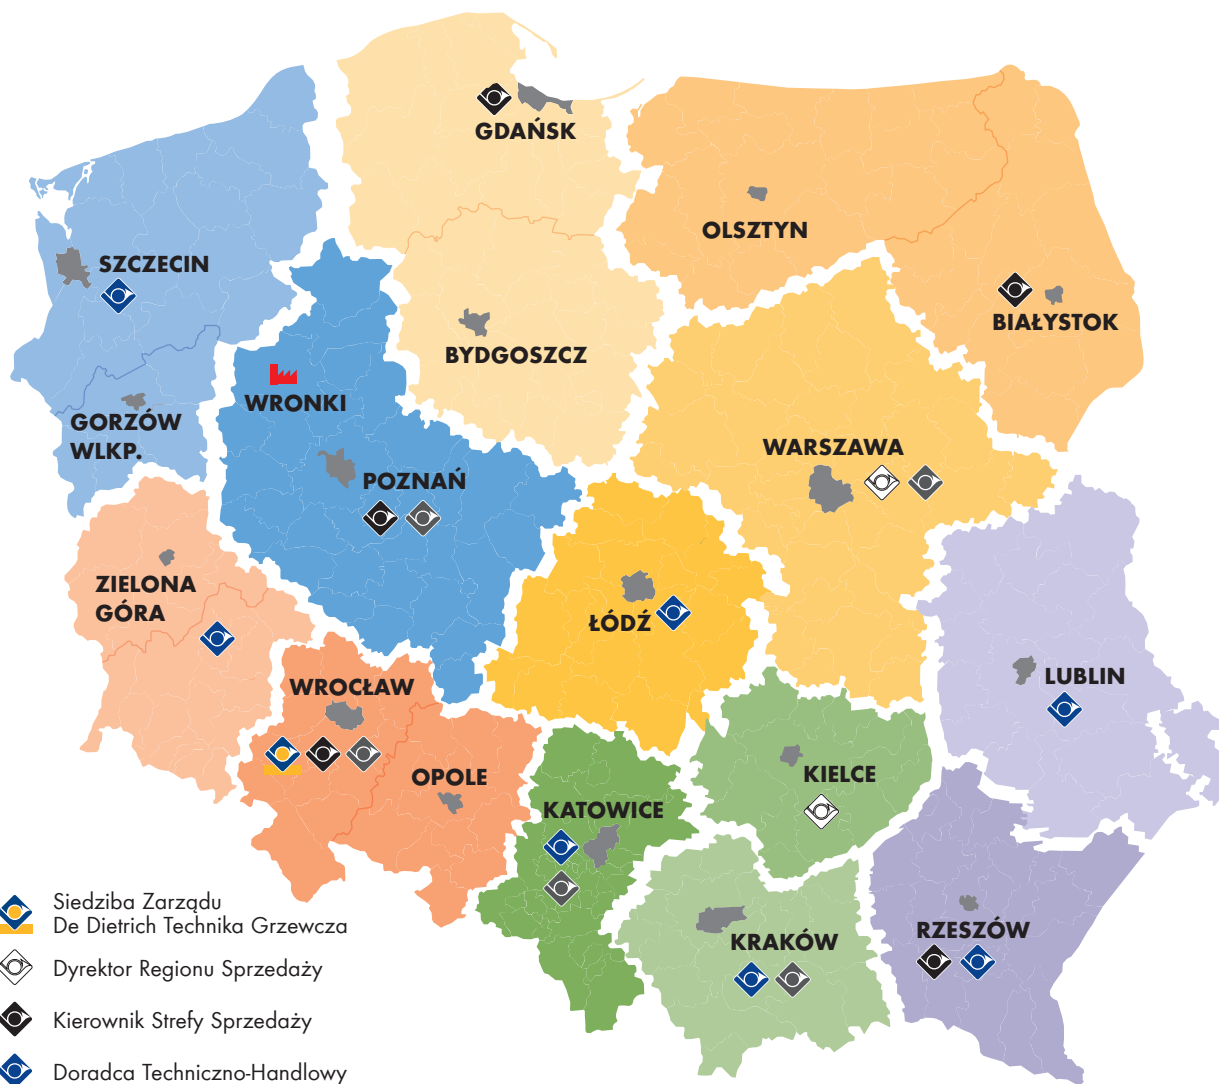 GDAŃSK
OLSZTYN
SZCZECIN
BIAŁYSTOK
BYDGOSZCZ
WRONKI
GORZÓW
WLKP.
WARSZAWA
POZNAŃ
ZIELONA
GÓRA
ŁÓDŹ
LUBLIN
WROCŁAW
OPOLE
KIELCE
KATOWICE
KRAKÓW
RZESZÓW
Siedziba Zarządu
De Dietrich Technika Grzewcza
Dyrektor Regionu Sprzedaży
Kierownik Strefy Sprzedaży
Doradca Techniczno-Handlowy